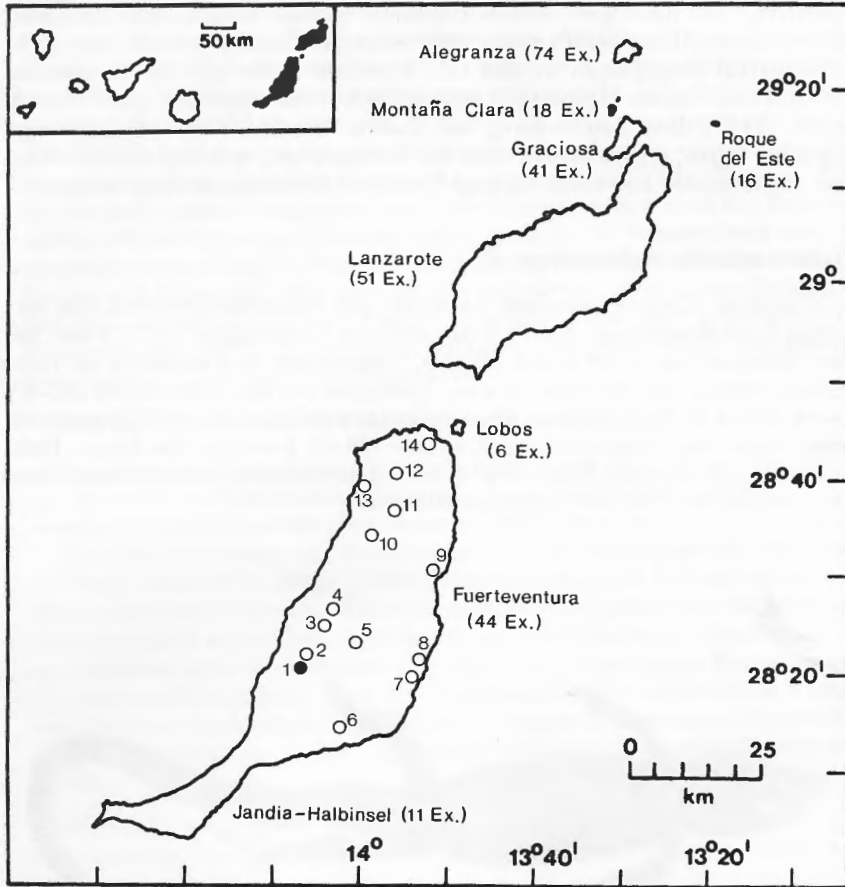 50 km
Alegranza (74 Ex.)
29° 20'
Montaña Clara (18 Ex.)
Graciosa
(41 Ex.)
Roque
del Este
(16 Ex.)
Lanzarote
(51 Ex.)
29°
Lobos
(6 Ex.)
14
12
13
11
28° 40'
10
9
Fuerteventura
(44 Ex.)
4
3
5
2
8
1
7
28° 20'
6
0 25
km
Jandia-Halbinsel (11 Ex.)
14° 13° 40' 13° 20'